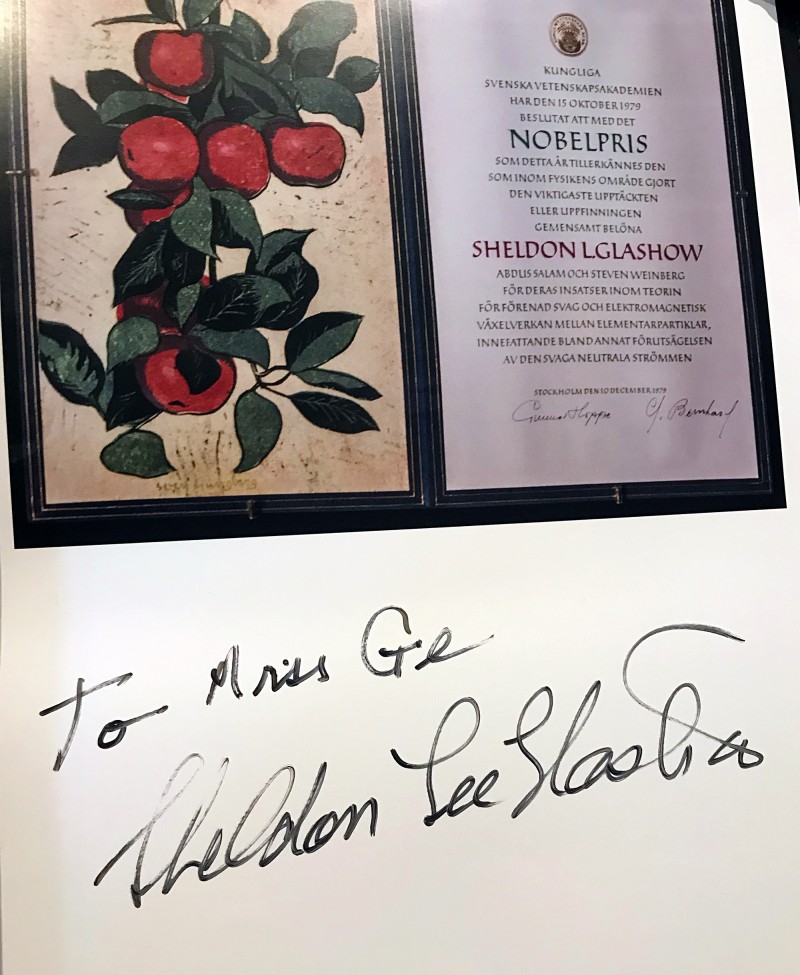 KUNGLIGA
SVENSKA VETENSKAPSAKADEMIEN
HAR DEN 15 OKTOBER 1979
BESLUTAT ATT MED DET
NOBELPRIS
SOM DETTA ÅR TILLERKÄNNES DEN
SOM INOM FYSIKENS OMRÅDE GJORT
DEN VIKTIGASTE UPPTÄCKTEN
ELLER UPPFINNINGEN
GEMENSAMT BELÖNA
SHELDON L.GLASHOW
ABDUS SALAM OCH STEVEN WEINBERG
FÖR DERAS INSATSER INOM TEORIN
FÖR FÖRENAD SVAG OCH ELEKTROMAGNETISK
VÄXELVERKAN MELLAN ELEMENTARPARTIKLAR,
INNEFATTANDE BLAND ANNAT FÖRUTSÄGELSEN
AV DEN SVAGA NEUTRALA STRÖMMEN
STOCKHOLM DEN 10 DECEMBER 1979
C. G. Bernhard
To Miss Ge
Sheldon Lee Glashow